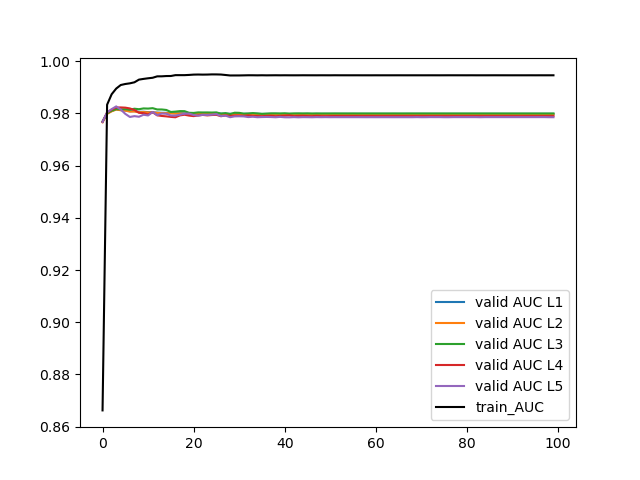 1.00
0.98
0.96
0.94
0.92
0.90
0.88
0.86
valid AUC L1
valid AUC L2
valid AUC L3
valid AUC L4
valid AUC L5
train_AUC
0 20 40 60 80 100